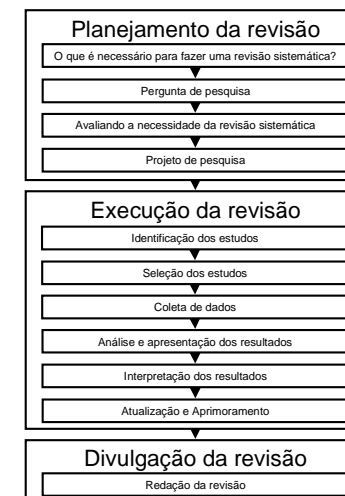 Planejamento da revisão
O que é necessário para fazer uma revisão sistemática?
Pergunta de pesquisa
Avaliando a necessidade da revisão sistemática
Projeto de pesquisa
Execução da revisão
Identificação dos estudos
Seleção dos estudos
Coleta de dados
Análise e apresentação dos resultados
Interpretação dos resultados
Atualização e Aprimoramento
Divulgação da revisão
Redação da revisão